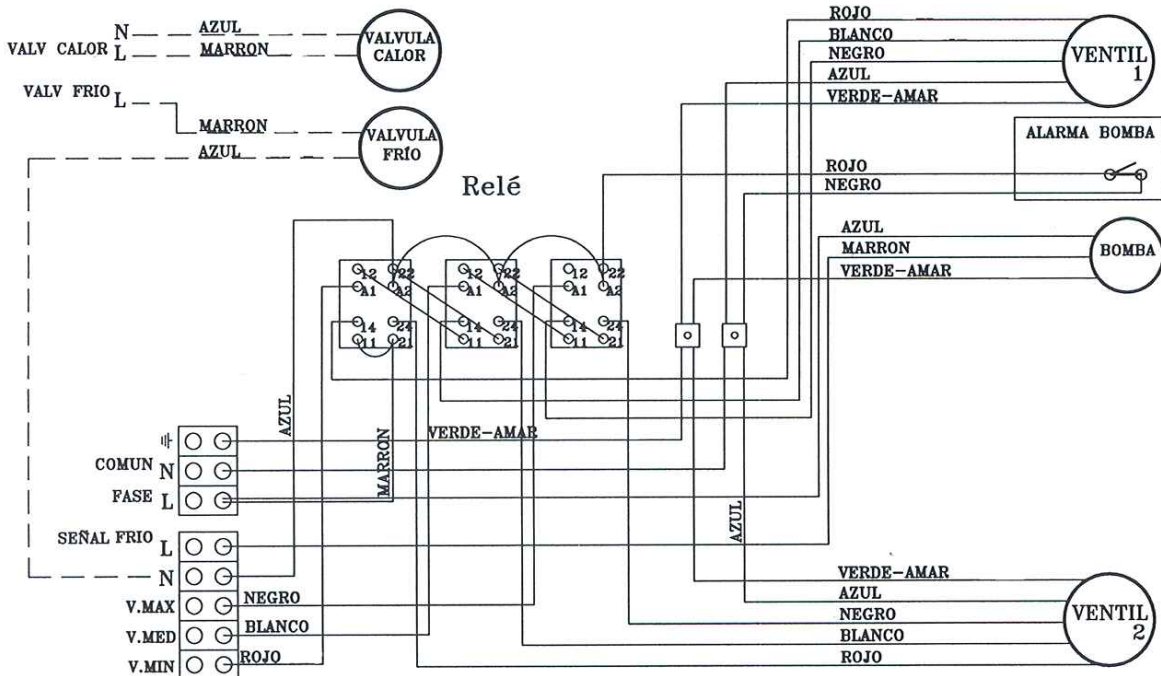 N AZUL
VALV CALOR L MARRON
VALVULA
CALOR
VALV FRIO L
MARRON
AZUL
VALVULA
FRÍO
Relé
ROJO
BLANCO
NEGRO
AZUL
VERDE-AMAR
VENTIL
1
ALARMA BOMBA
ROJO
NEGRO
AZUL
MARRON
VERDE-AMAR
BOMBA
12 22 12 22 12 22
A1 A2 A1 A2 A1 A2
14 24 14 24 14 24
11 21 11 21 11 21
AZUL
MARRON
VERDE-AMAR
COMUN N
FASE L
SEÑAL FRIO L
N
V.MAX NEGRO
V.MED BLANCO
V.MIN ROJO
AZUL
VERDE-AMAR
AZUL
NEGRO
BLANCO
ROJO
VENTIL
2